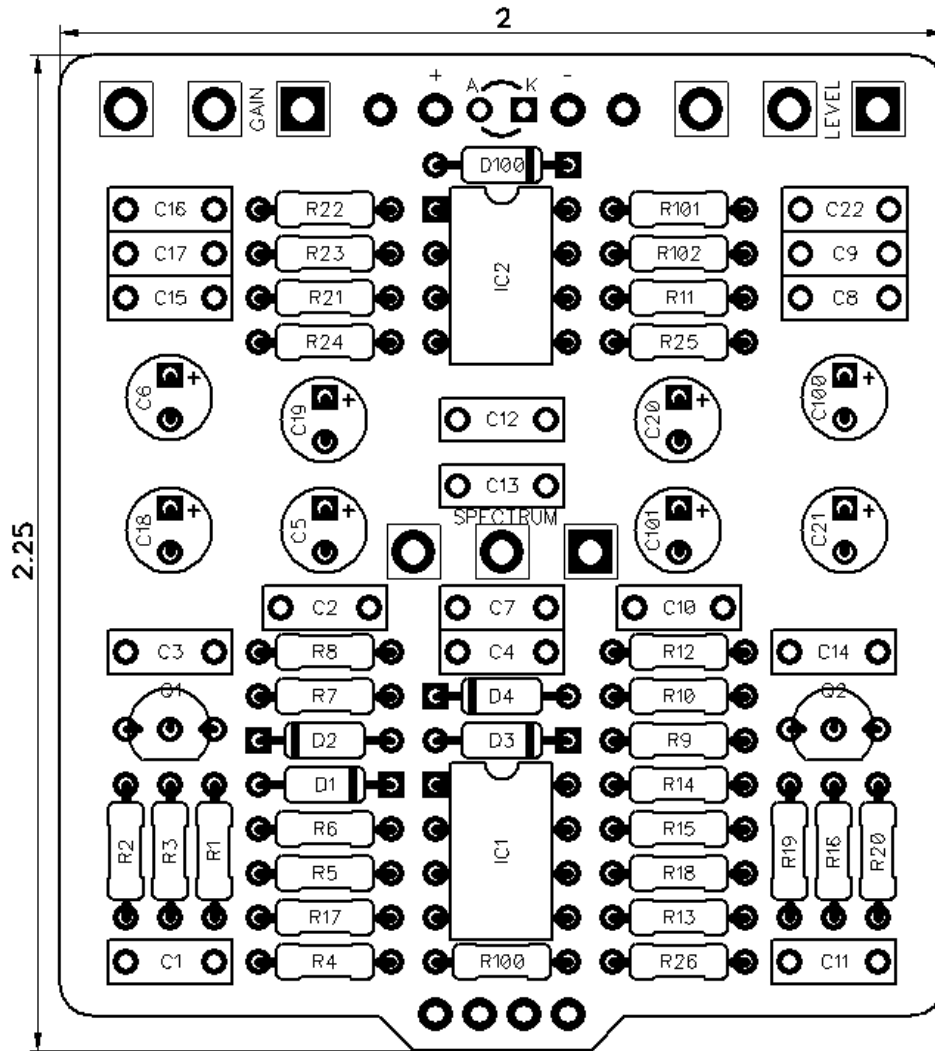 2
+ A K -
GAIN
LEVEL
D100
C16 R22 R101 C22
C17 R23 R102 C9
IC2
C15 R21 R11 C8
R24 R25
C6 + C19 + C20 + C100 +
C12
C13
C18 + C5 + C101 + C21 +
SPECTRUM
2.25
C2 C7 C10
C3 R8 C4 R12 C14
Q1 R7 D4 R10 Q2
D2 D3 R9
D1 R14
R6 R15
R2 R3 R1 R5 IC1 R18 R19 R16 R20
R17 R13
C1 R4 R100 R26 C11